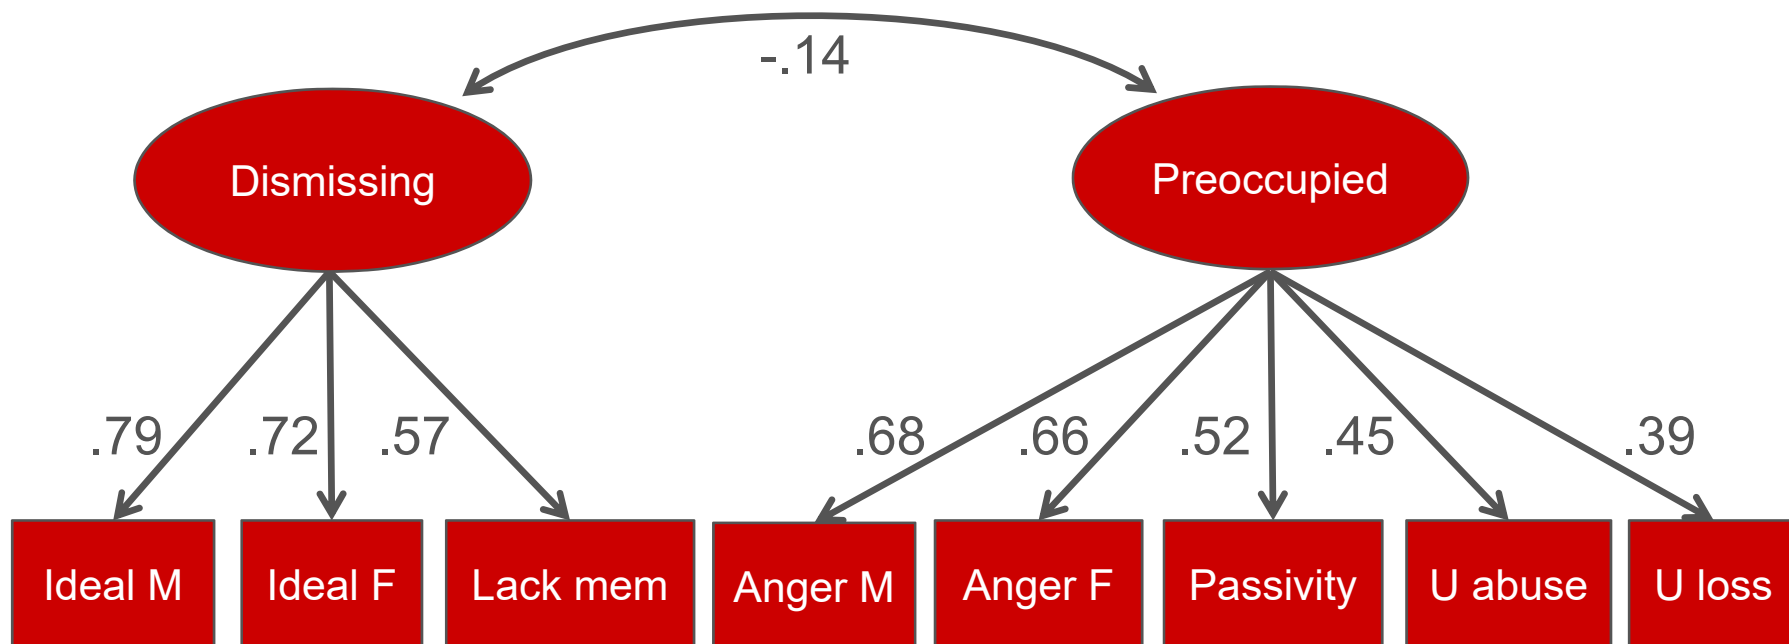 -.14
Dismissing
Preoccupied
.79
.72
.57
.68
.66
.52
.45
.39
Ideal M
Ideal F
Lack mem
Anger M
Anger F
Passivity
U abuse
U loss